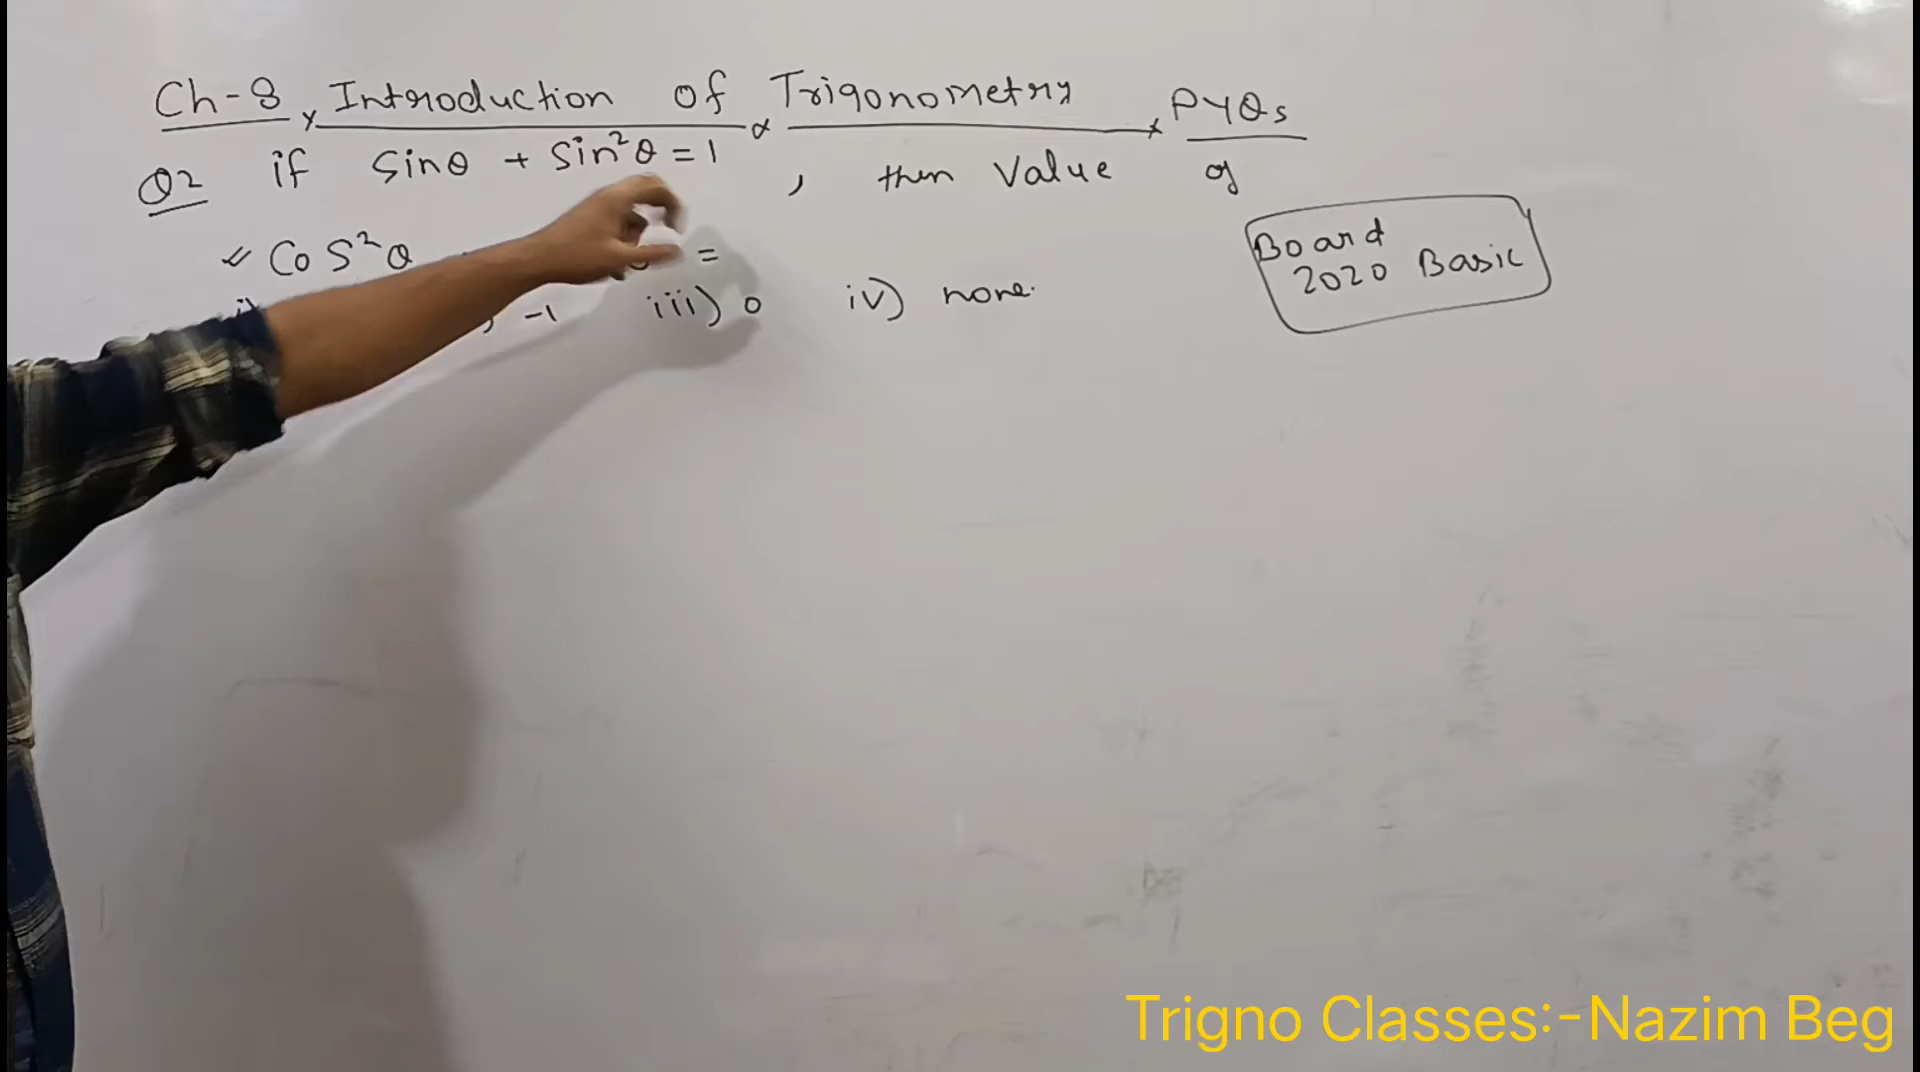 Ch-8 Introduction of Trigonometry PYQs
Q2 if sinθ + sin²θ = 1 , then Value of
Cos²θ =
-1 iii) 0 iv) none.
Board
2020 Basic
Trigno Classes:-Nazim Beg